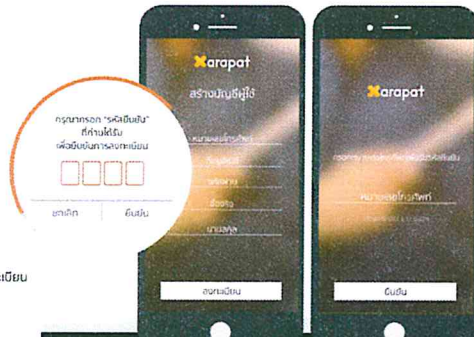 กรุณากรอก "รหัสยืนยัน"
ที่ท่านได้รับ
เพื่อยืนยันการลงทะเบียน
ยกเลิก
ยืนยัน
ะเบียน
Xarapat
สร้างบัญชีผู้ใช้
หมายเลขโทรศัพท์
ชื่อจริง
นามสกุล
ลงทะเบียน
Xarapat
หมายเลขโทรศัพท์
ยืนยัน